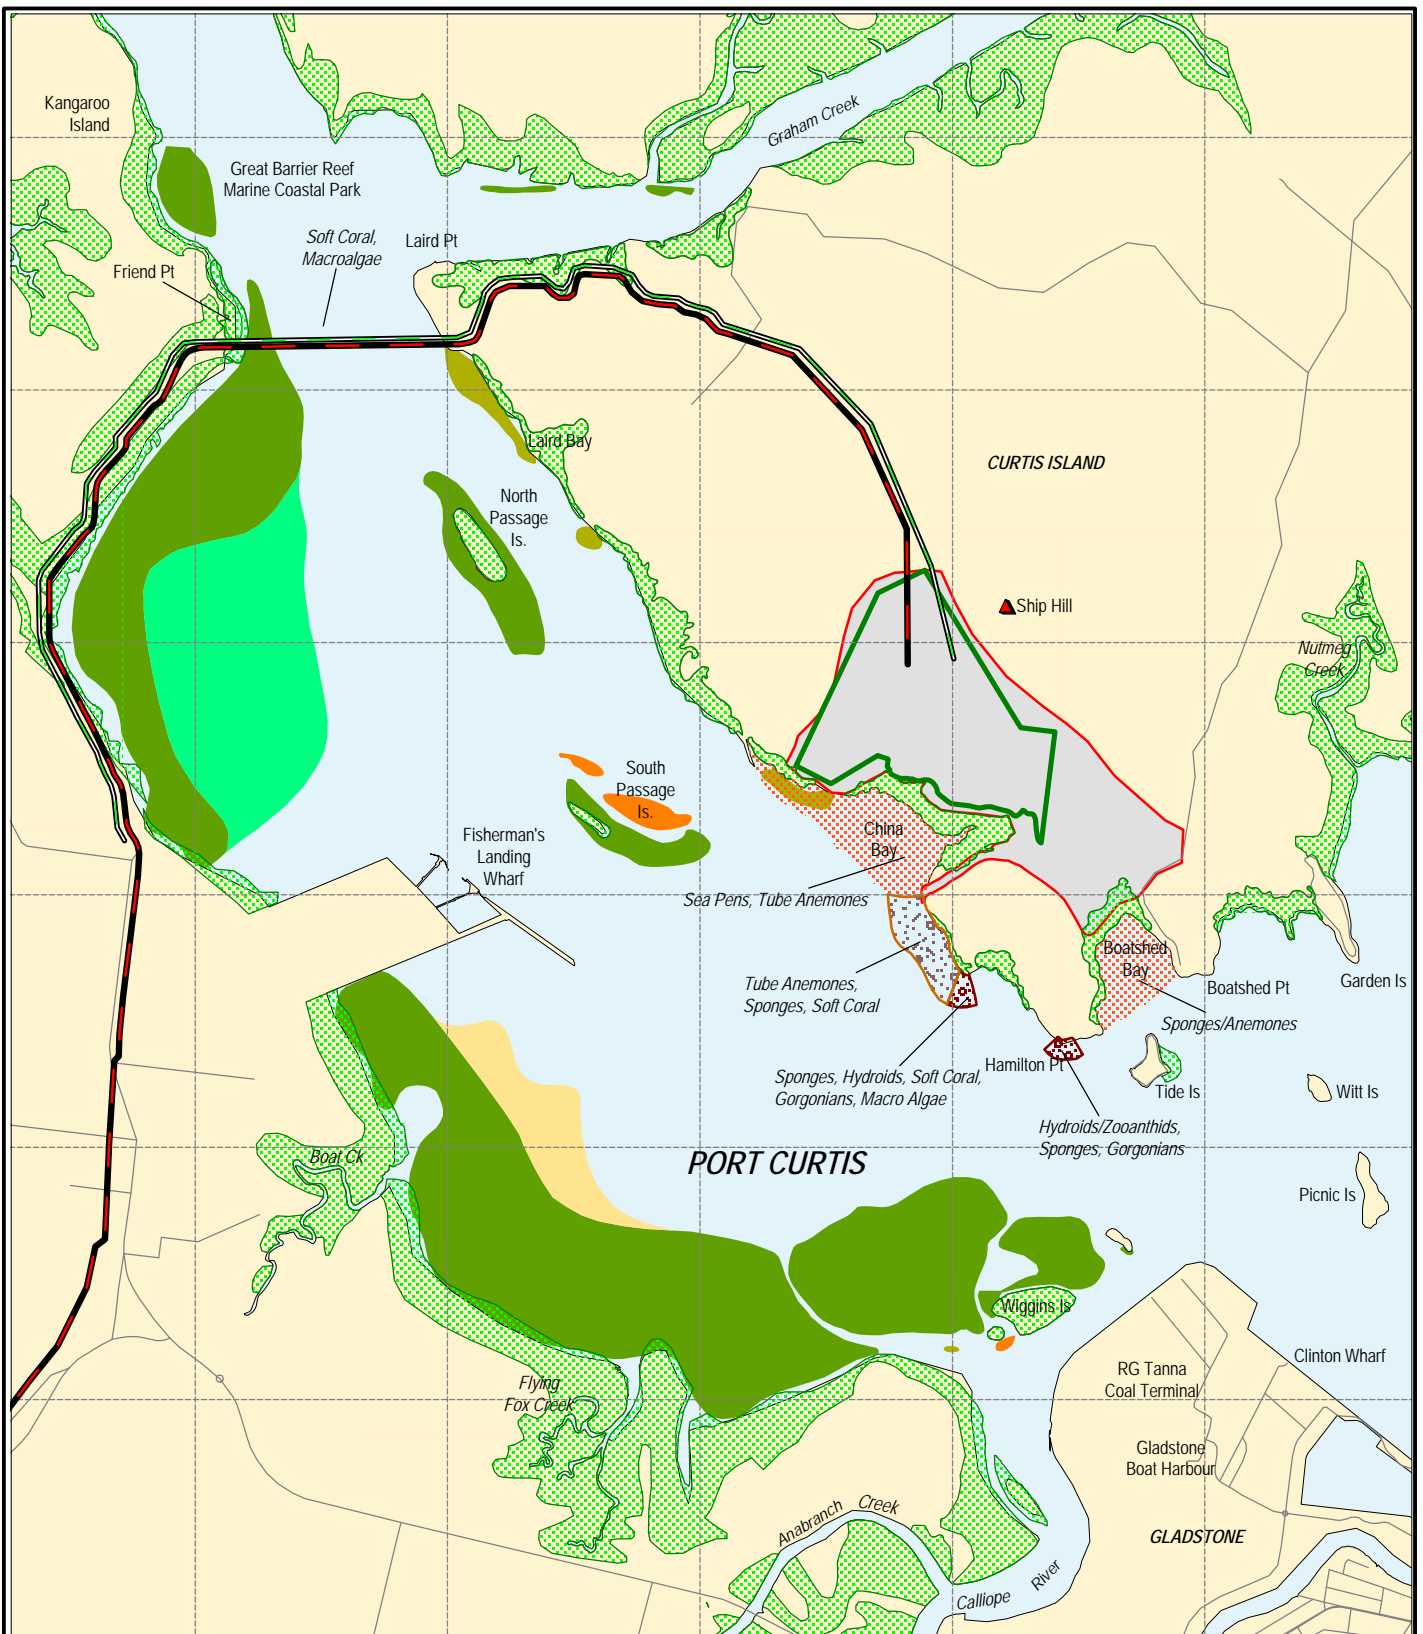 Kangaroo
Island
Great Barrier Reef
Marine Coastal Park
Graham Creek
Soft Coral,
Macroalgae
Laird Pt
Friend Pt
Laird Bay
CURTIS ISLAND
North
Passage
Is.
Ship Hill
Nutmeg
Creek
South
Passage
Is.
Fisherman's
Landing
Wharf
China
Bay
Sea Pens, Tube Anemones
Boatshed
Bay
Tube Anemones,
Sponges, Soft Coral
Boatshed Pt
Garden Is
Sponges/Anemones
Hamilton Pt
Sponges, Hydroids, Soft Coral,
Gorgonians, Macro Algae
Tide Is
Witt Is
Hydroids/Zooanthids,
Sponges, Gorgonians
Boat Ck
PORT CURTIS
Picnic Is
Wiggins Is
Clinton Wharf
RG Tanna
Coal Terminal
Flying
Fox Creek
Gladstone
Boat Harbour
Anabranch Creek
GLADSTONE
Calliope River